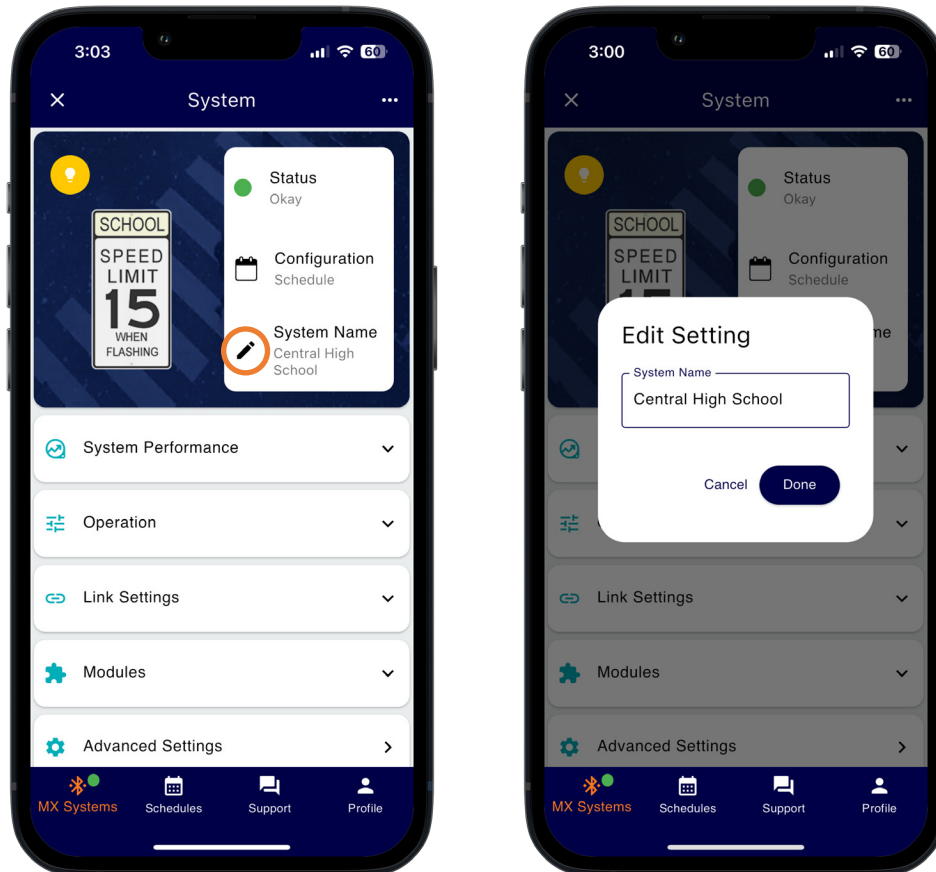 3:03
60
System
Status
Okay
SCHOOL
SPEED
LIMIT
15
WHEN
FLASHING
Configuration
Schedule
System Name
Central High
School
System Performance
Operation
Link Settings
Modules
Advanced Settings
MX Systems
Schedules
Support
Profile
3:00
60
System
Status
Okay
SCHOOL
SPEED
LIMIT
15
Configuration
Schedule
me
Edit Setting
System Name
Central High School
Cancel
Done
Link Settings
Modules
Advanced Settings
MX Systems
Schedules
Support
Profile